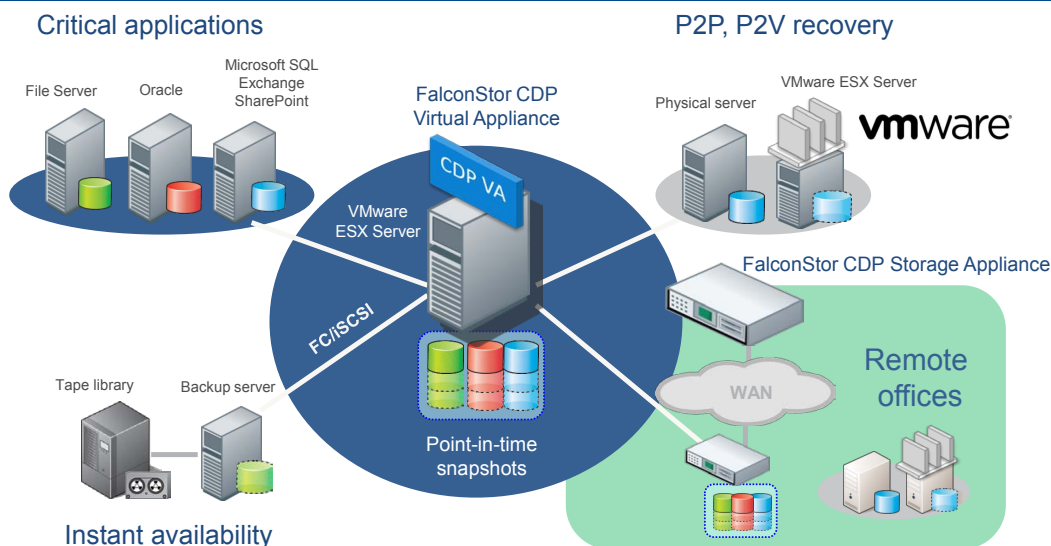 Critical applications
P2P, P2V recovery
File Server
Oracle
Microsoft SQL
Exchange
SharePoint
FalconStor CDP
Virtual Appliance
Physical server
VMware ESX Server
vmware®
CDP VA
VMware
ESX Server
FalconStor CDP Storage Appliance
FC/iSCSI
Remote
offices
WAN
Tape library
Backup server
Point-in-time
snapshots
Instant availability